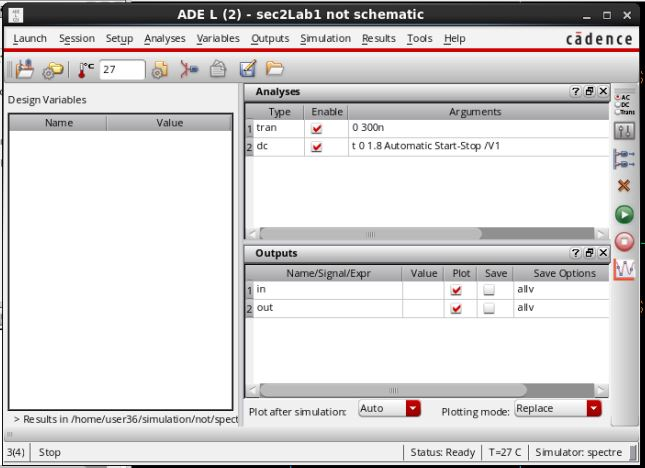 ADE L (2) - sec2Lab1 not schematic
Launch Session Setup Analyses Variables Outputs Simulation Results Tools Help cādence
°C 27
Design Variables
Name Value
Analyses
Type Enable Arguments
1 tran 0 300n
2 dc t 0 1.8 Automatic Start-Stop /V1
AC
DC
Trans
Outputs
Name/Signal/Expr Value Plot Save Save Options
1 in allv
2 out allv
Plot after simulation: Auto Plotting mode: Replace
> Results in /home/user36/simulation/not/spect
3(4) Stop Status: Ready T=27 C Simulator: spectre